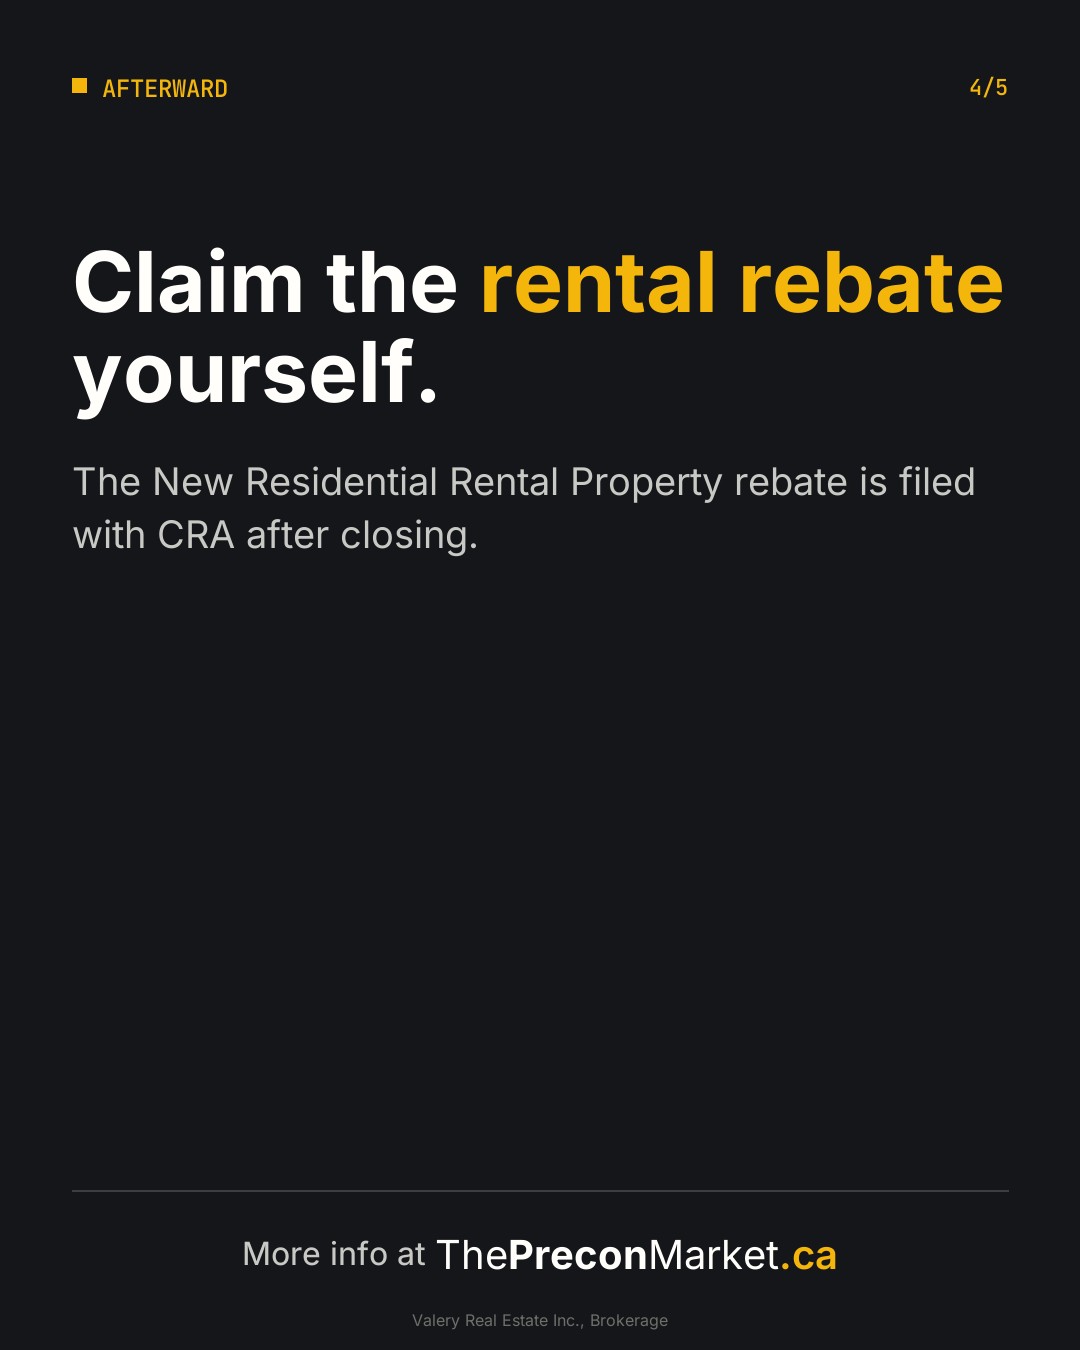 AFTERWARD
4/5
Claim the rental rebate
yourself.
The New Residential Rental Property rebate is filed
with CRA after closing.
More info at ThePreconMarket.ca
Valery Real Estate Inc., Brokerage